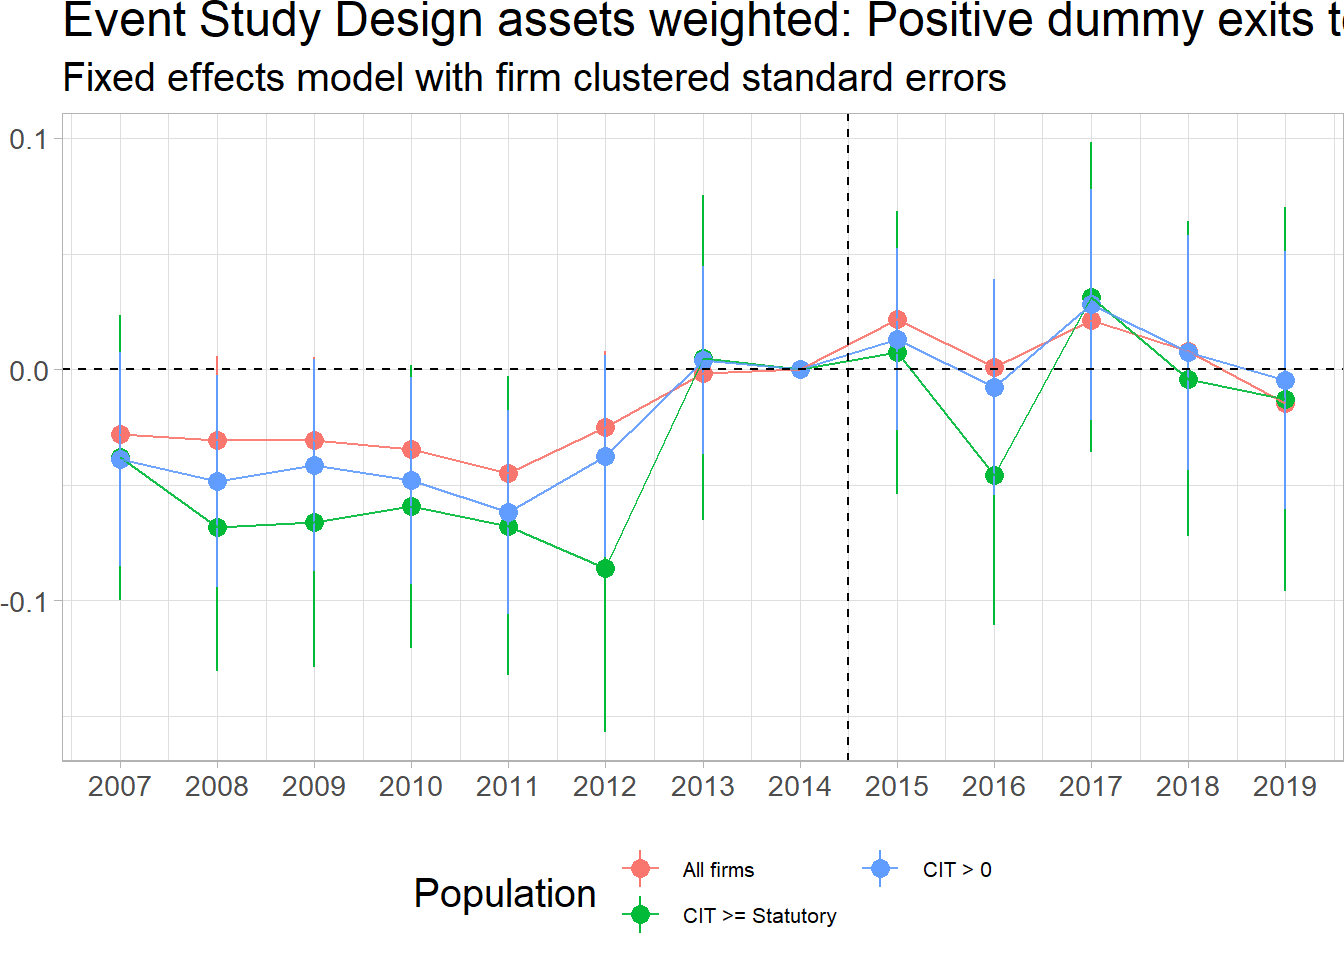 Event Study Design assets weighted: Positive dummy exits
Fixed effects model with firm clustered standard errors
0.1
0.0
-0.1
2007 2008 2009 2010 2011 2012 2013 2014 2015 2016 2017 2018 2019
Population
All firms
CIT > 0
CIT >= Statutory